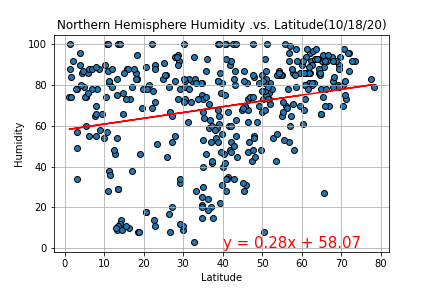 Northern Hemisphere Humidity .vs. Latitude(10/18/20)
100
80
60
40
20
0
Humidity
y = 0.28x + 58.07
0 10 20 30 40 50 60 70 80
Latitude